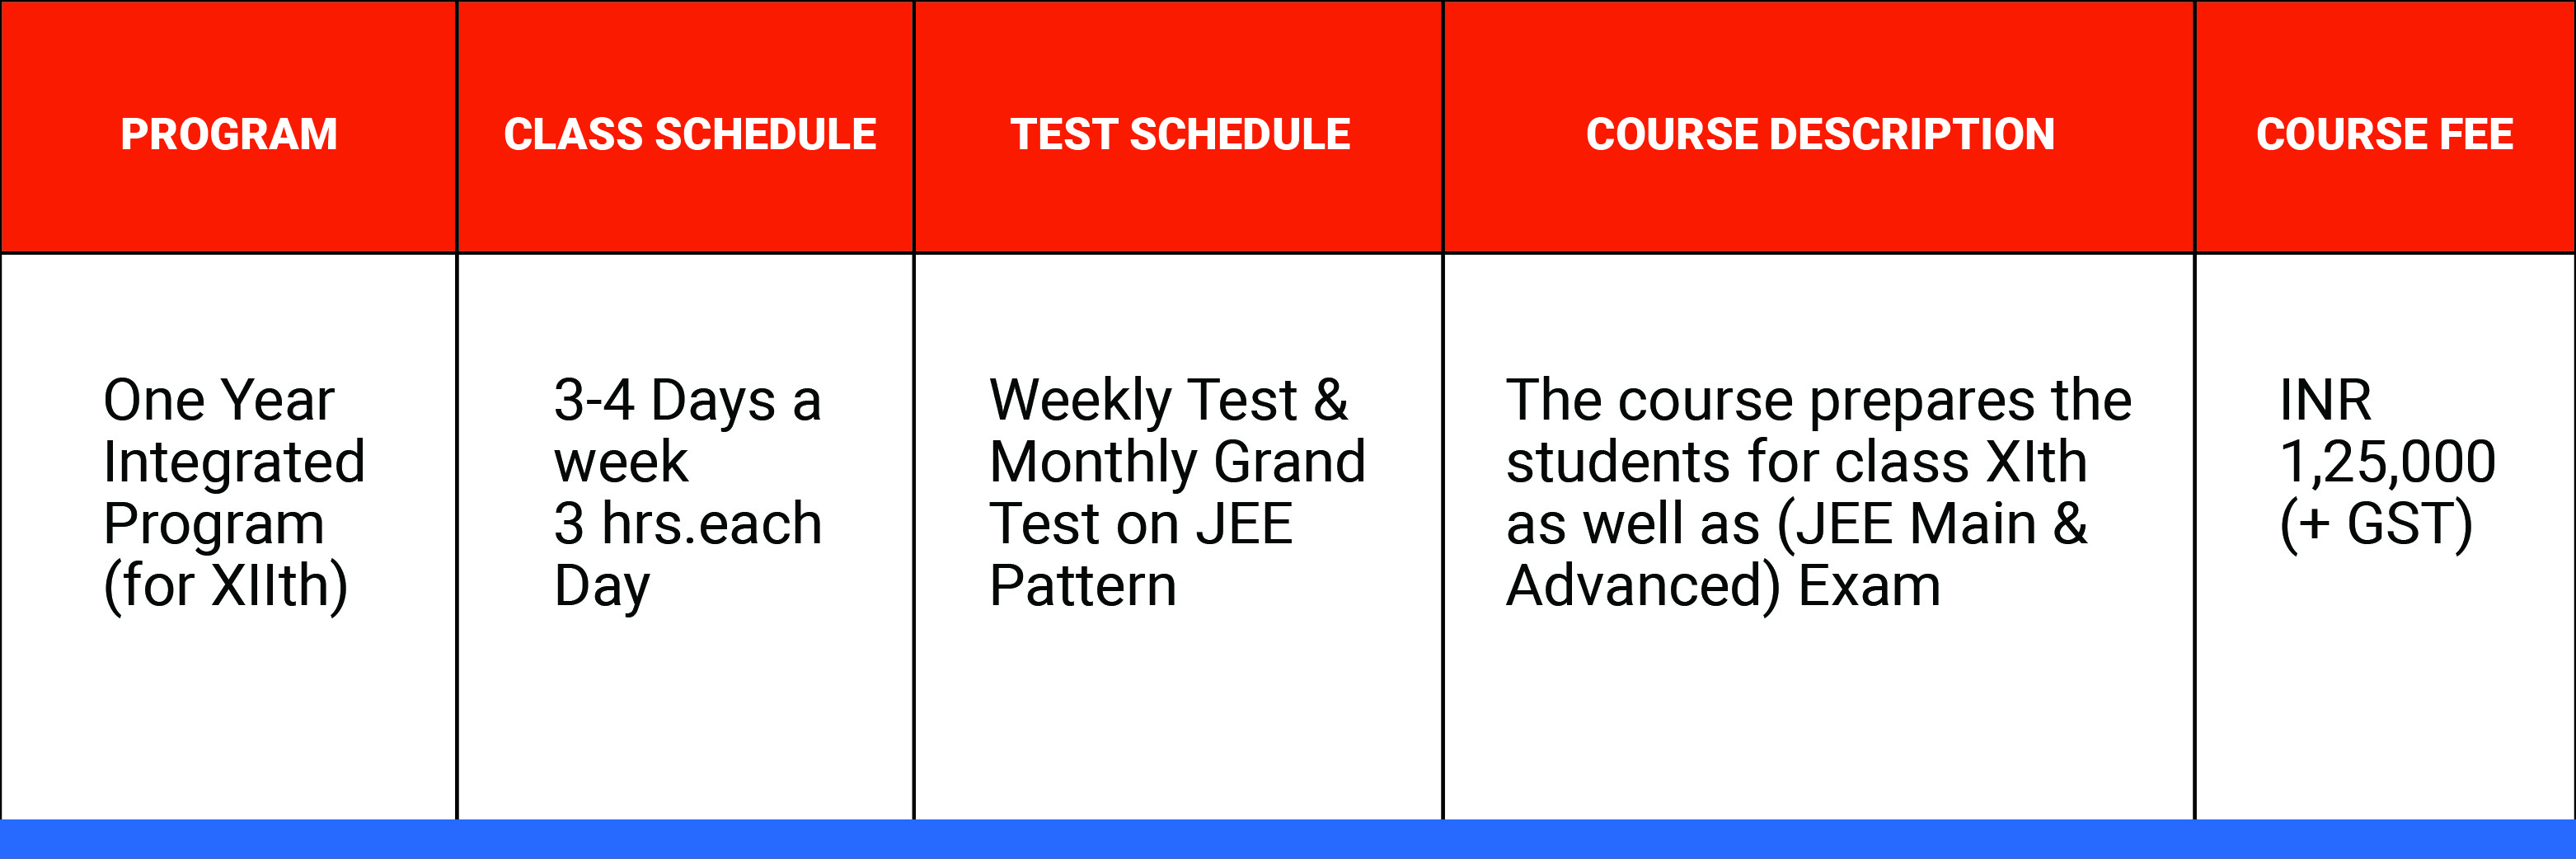 PROGRAM
CLASS SCHEDULE
TEST SCHEDULE
COURSE DESCRIPTION
COURSE FEE
One Year
Integrated
Program
(for XIIth)
3-4 Days a
week
3 hrs.each
Day
Weekly Test &
Monthly Grand
Test on JEE
Pattern
The course prepares the
students for class XIth
as well as (JEE Main &
Advanced) Exam
INR
1,25,000
(+ GST)